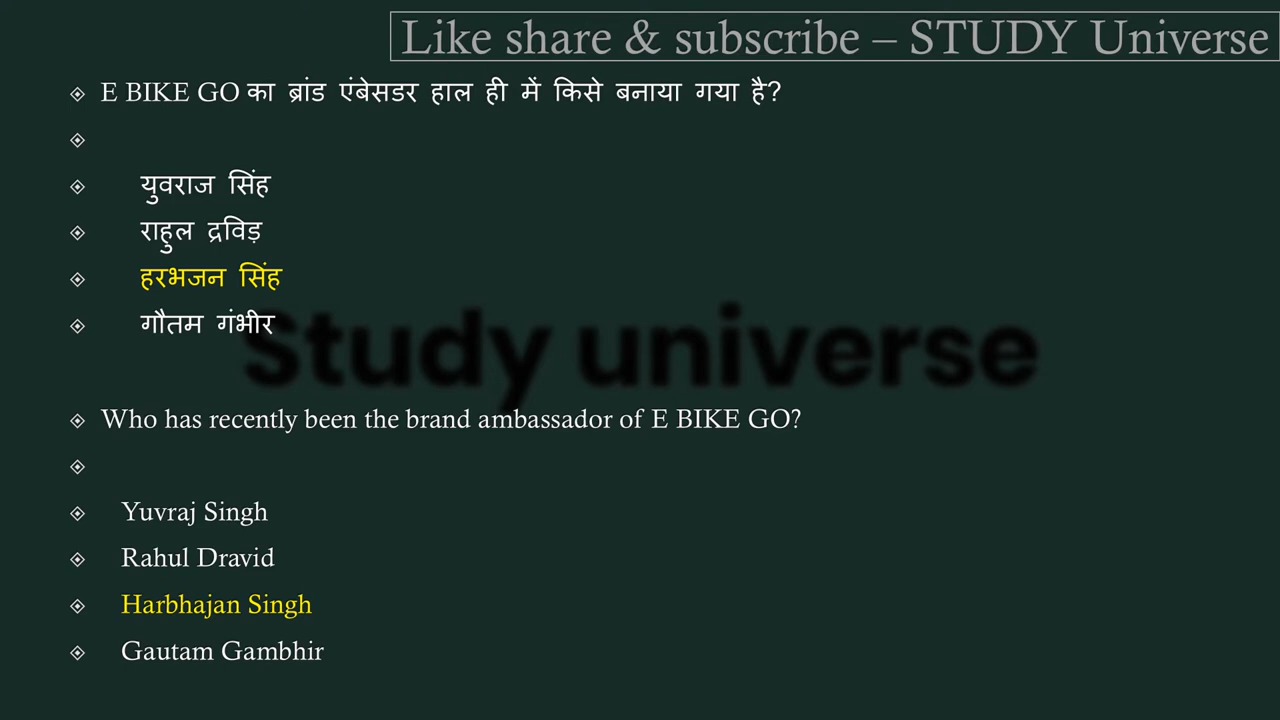 Like share & subscribe – STUDY Universe
E BIKE GO का ब्रांड एंबेसडर हाल ही में किसे बनाया गया है?
युवराज सिंह
राहुल द्रविड़
हरभजन सिंह
गौतम गंभीर
Study universe
Who has recently been the brand ambassador of E BIKE GO?
Yuvraj Singh
Rahul Dravid
Harbhajan Singh
Gautam Gambhir